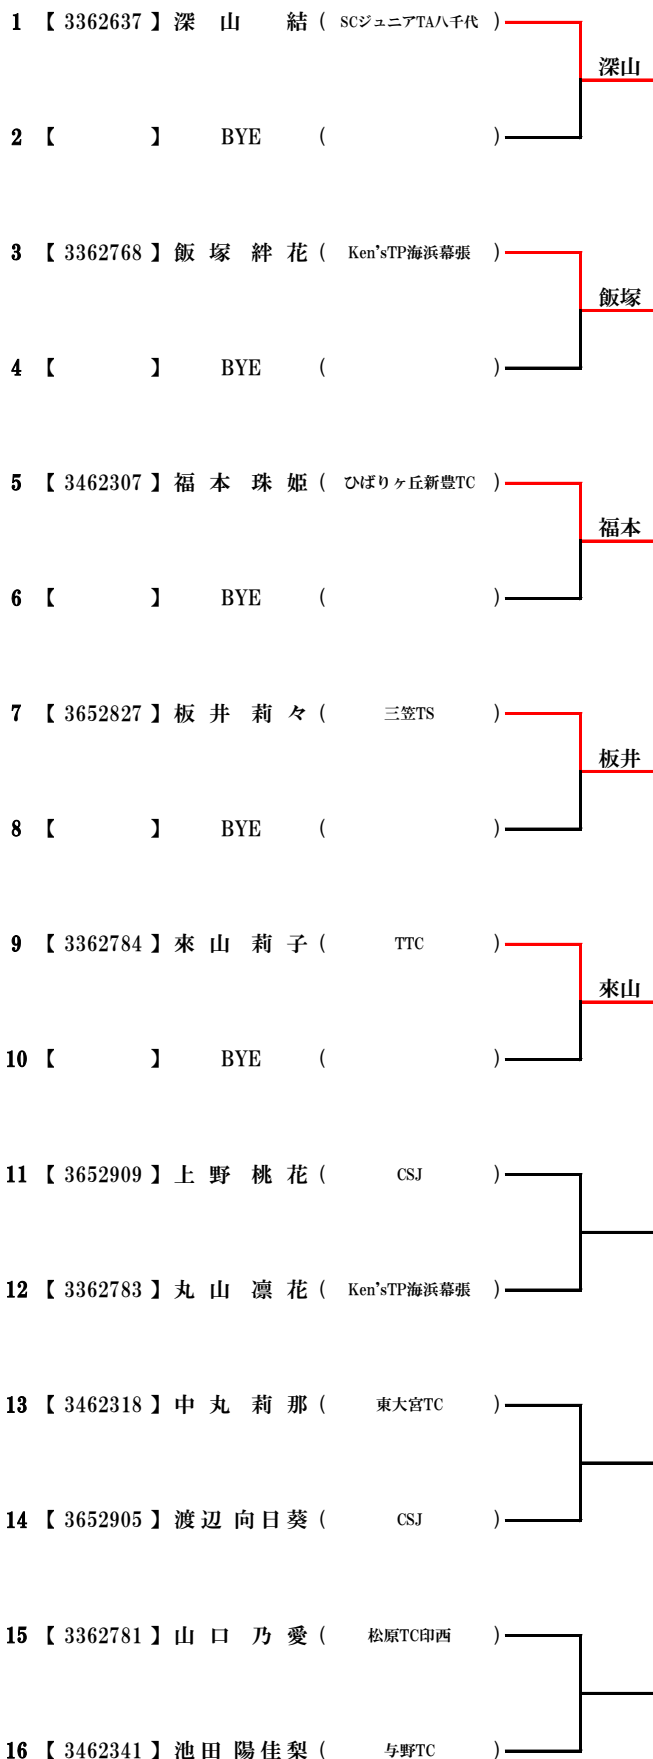 1 【 3362637 】 深 山 結 ( SCジュニアTA八千代 )
深山
2 【 】 BYE ( )
3 【 3362768 】 飯 塚 絆 花 ( Ken'sTP海浜幕張 )
飯塚
4 【 】 BYE ( )
5 【 3462307 】 福 本 珠 姫 ( ひばりヶ丘新豊TC )
福本
6 【 】 BYE ( )
7 【 3652827 】 板 井 莉 々 ( 三笠TS )
板井
8 【 】 BYE ( )
9 【 3362784 】 來 山 莉 子 ( TTC )
來山
10 【 】 BYE ( )
11 【 3652909 】 上 野 桃 花 ( CSJ )
12 【 3362783 】 丸 山 凛 花 ( Ken'sTP海浜幕張 )
13 【 3462318 】 中 丸 莉 那 ( 東大宮TC )
14 【 3652905 】 渡辺 向日葵 ( CSJ )
15 【 3362781 】 山 口 乃 愛 ( 松原TC印西 )
16 【 3462341 】 池田 陽佳梨 ( 与野TC )